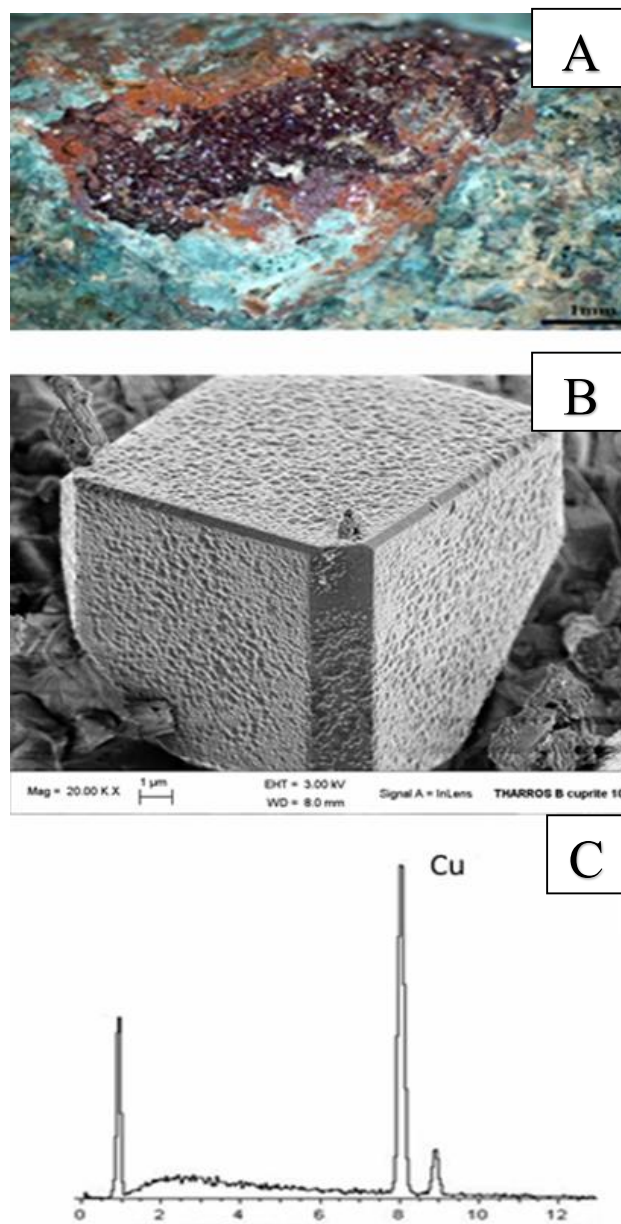 A
1mm
B
Mag = 20.00 K X
1 µm
EHT = 3.00 kV
WD = 8.0 mm
Signal A = InLens
THARROS B cuprite 10
C
Cu
0 2 4 6 8 10 12